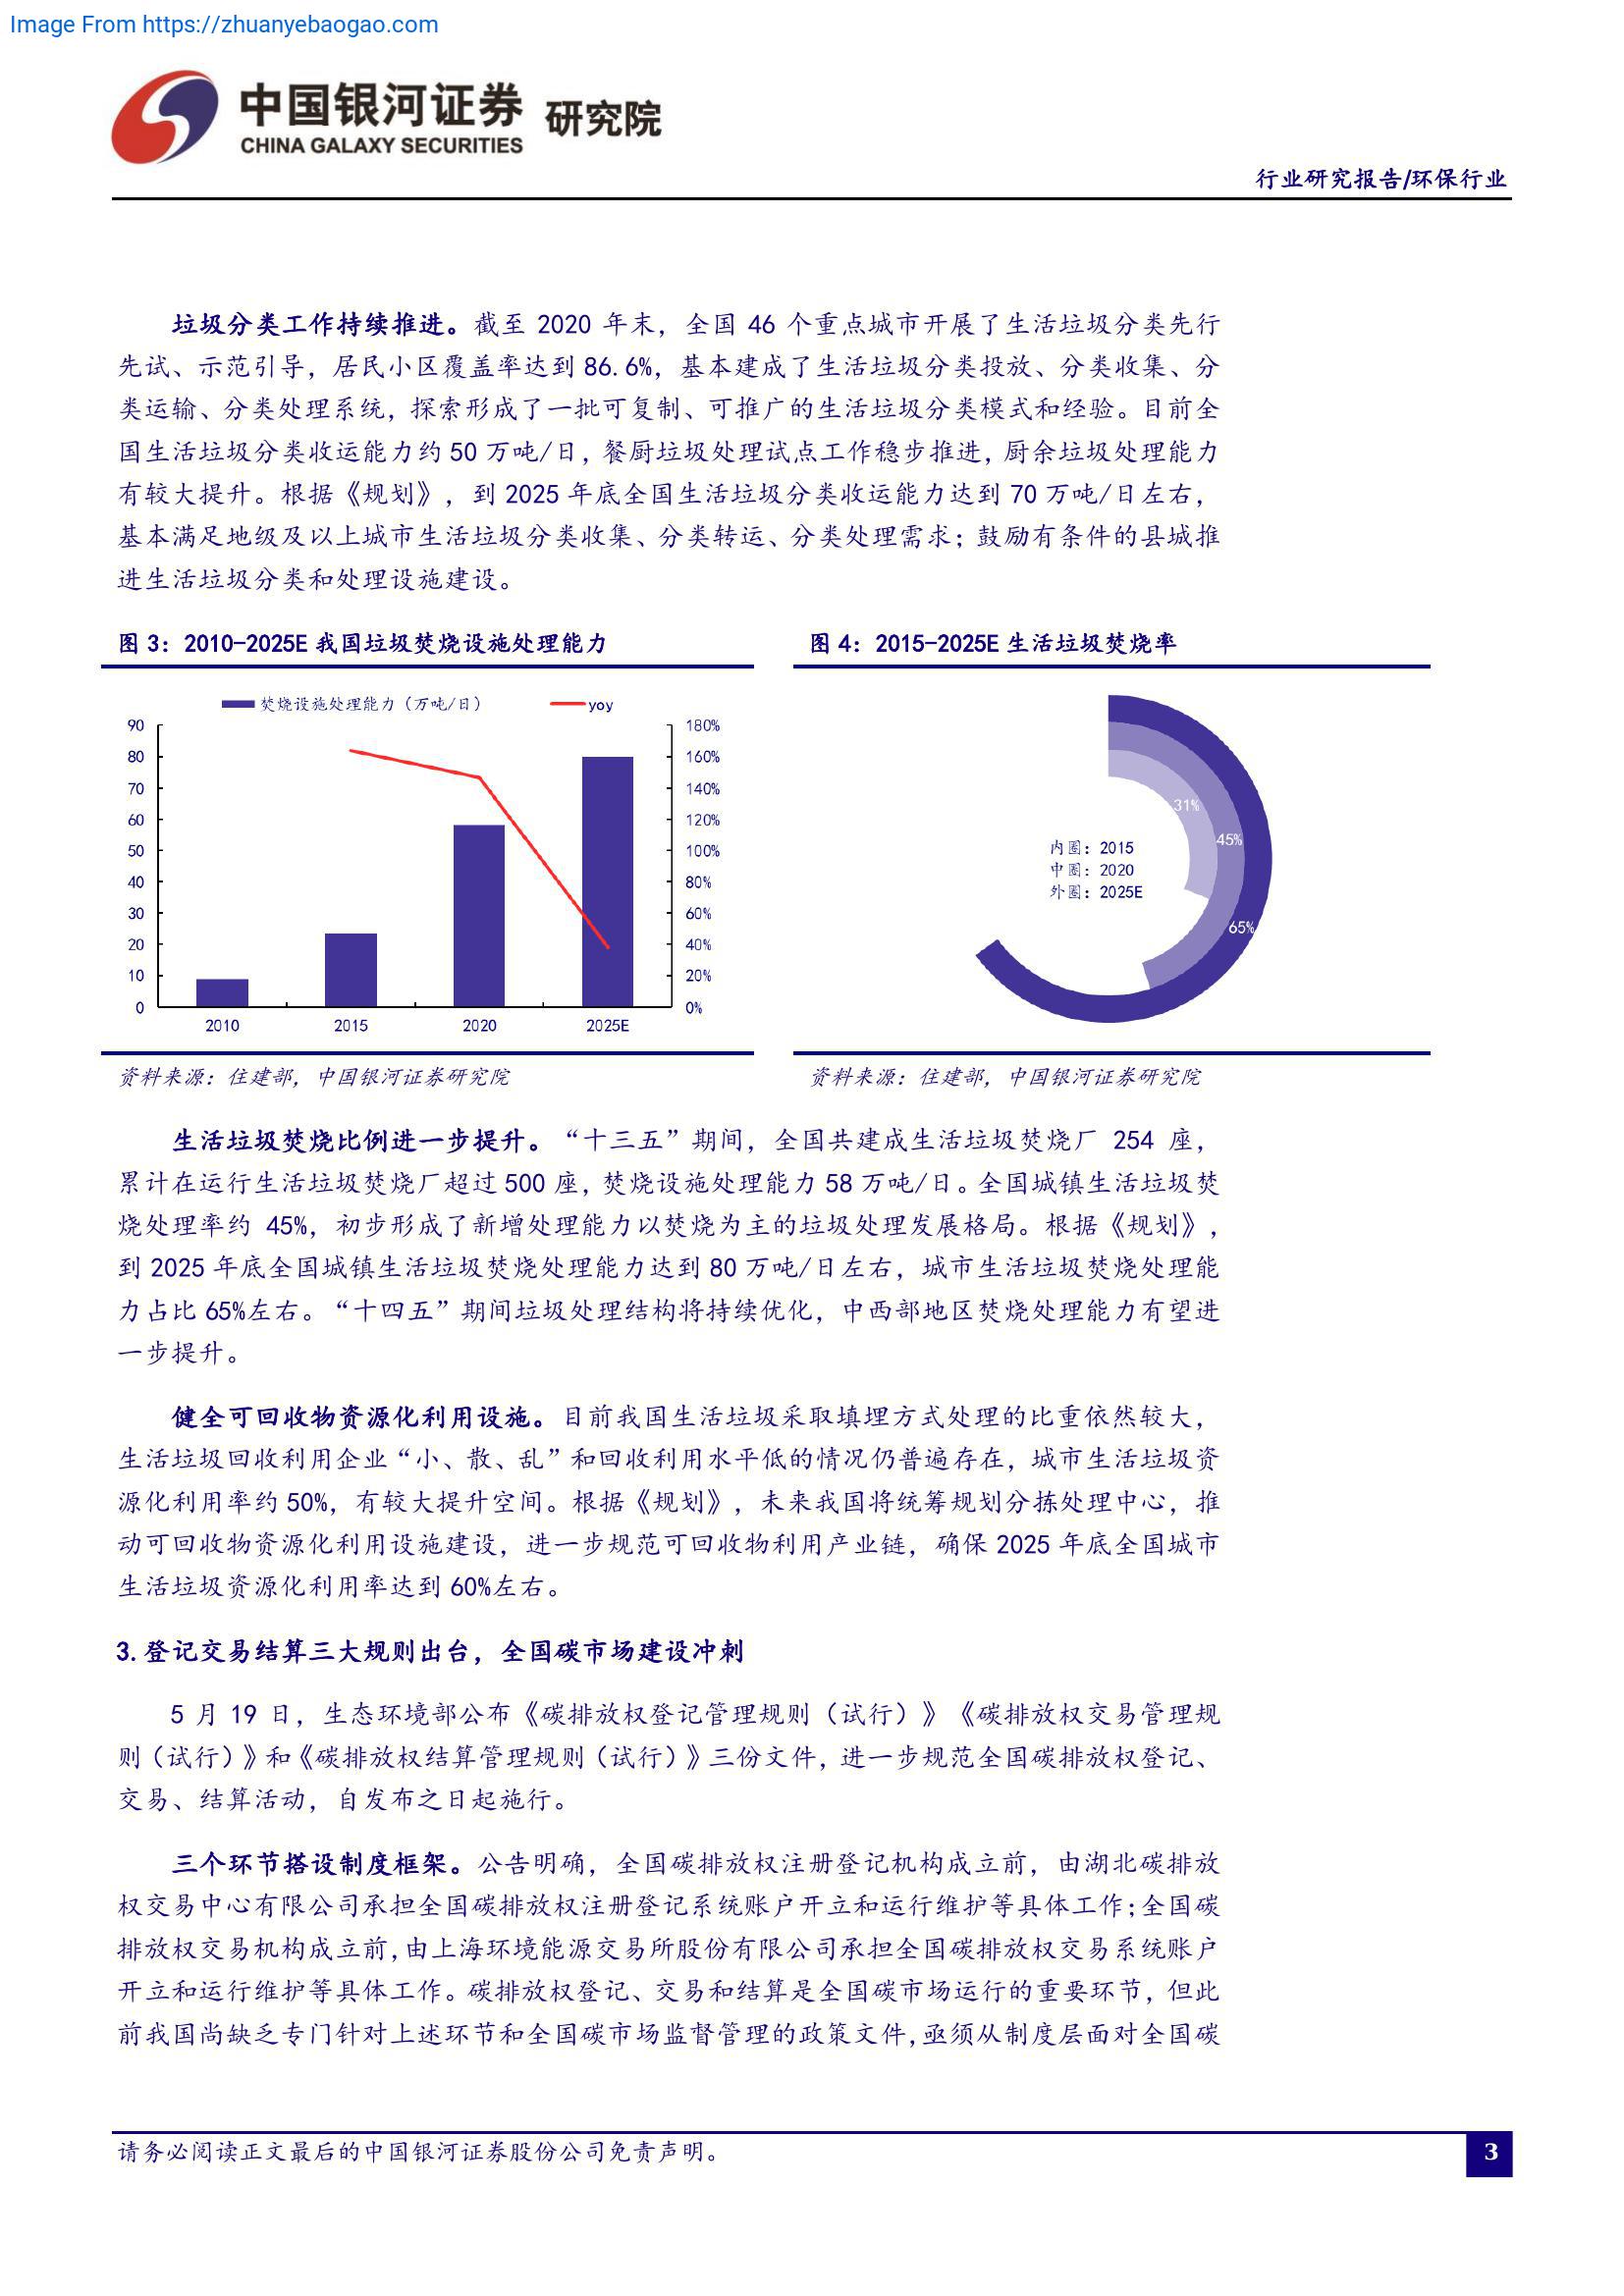 Image From https://zhuanyebaogao.com
中国银河证券 研究院
CHINA GALAXY SECURITIES
行业研究报告/环保行业
垃圾分类工作持续推进。截至 2020 年末，全国 46 个重点城市开展了生活垃圾分类先行
先试、示范引导，居民小区覆盖率达到 86.6%，基本建成了生活垃圾分类投放、分类收集、分
类运输、分类处理系统，探索形成了一批可复制、可推广的生活垃圾分类模式和经验。目前全
国生活垃圾分类收运能力约 50 万吨/日，餐厨垃圾处理试点工作稳步推进，厨余垃圾处理能力
有较大提升。根据《规划》，到 2025 年底全国生活垃圾分类收运能力达到 70 万吨/日左右，
基本满足地级及以上城市生活垃圾分类收集、分类转运、分类处理需求；鼓励有条件的县城推
进生活垃圾分类和处理设施建设。
图 3：2010-2025E 我国垃圾焚烧设施处理能力
焚烧设施处理能力（万吨/日）
yoy
90
80
70
60
50
40
30
20
10
0
180%
160%
140%
120%
100%
80%
60%
40%
20%
0%
2010
2015
2020
2025E
资料来源：住建部，中国银河证券研究院
图 4：2015-2025E 生活垃圾焚烧率
31%
45%
65%
内圈：2015
中圈：2020
外圈：2025E
资料来源：住建部，中国银河证券研究院
生活垃圾焚烧比例进一步提升。“十三五”期间，全国共建成生活垃圾焚烧厂 254 座，
累计在运行生活垃圾焚烧厂超过 500 座，焚烧设施处理能力 58 万吨/日。全国城镇生活垃圾焚
烧处理率约 45%，初步形成了新增处理能力以焚烧为主的垃圾处理发展格局。根据《规划》，
到 2025 年底全国城镇生活垃圾焚烧处理能力达到 80 万吨/日左右，城市生活垃圾焚烧处理能
力占比 65%左右。“十四五”期间垃圾处理结构将持续优化，中西部地区焚烧处理能力有望进
一步提升。
健全可回收物资源化利用设施。目前我国生活垃圾采取填埋方式处理的比重依然较大，
生活垃圾回收利用企业“小、散、乱”和回收利用水平低的情况仍普遍存在，城市生活垃圾资
源化利用率约 50%，有较大提升空间。根据《规划》，未来我国将统筹规划分拣处理中心，推
动可回收物资源化利用设施建设，进一步规范可回收物利用产业链，确保 2025 年底全国城市
生活垃圾资源化利用率达到 60%左右。
3.登记交易结算三大规则出台，全国碳市场建设冲刺
5 月 19 日，生态环境部公布《碳排放权登记管理规则（试行）》《碳排放权交易管理规
则（试行）》和《碳排放权结算管理规则（试行）》三份文件，进一步规范全国碳排放权登记、
交易、结算活动，自发布之日起施行。
三个环节搭设制度框架。公告明确，全国碳排放权注册登记机构成立前，由湖北碳排放
权交易中心有限公司承担全国碳排放权注册登记系统账户开立和运行维护等具体工作；全国碳
排放权交易机构成立前，由上海环境能源交易所股份有限公司承担全国碳排放权交易系统账户
开立和运行维护等具体工作。碳排放权登记、交易和结算是全国碳市场运行的重要环节，但此
前我国尚缺乏专门针对上述环节和全国碳市场监督管理的政策文件，亟须从制度层面对全国碳
请务必阅读正文最后的中国银河证券股份公司免责声明。
3